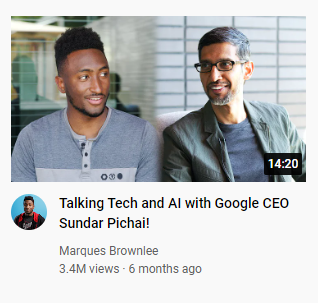 14:20
Talking Tech and AI with Google CEO
Sundar Pichai!
Marques Brownlee
3.4M views · 6 months ago